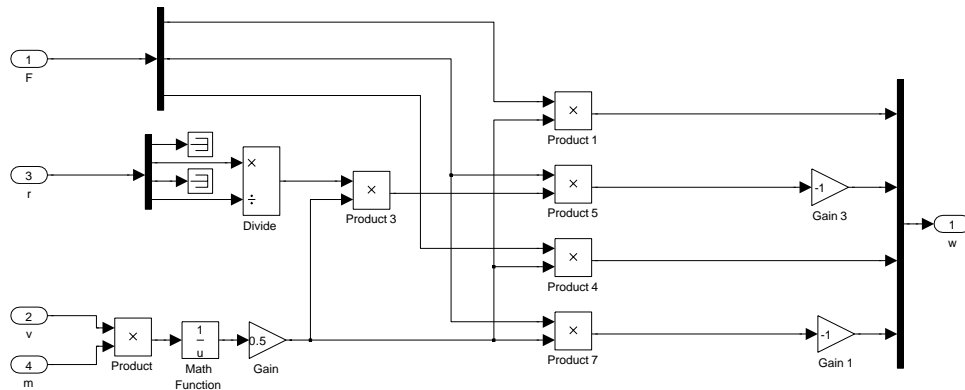 1
F
×
Product 1
3
r
×
÷
Divide
×
Product 3
×
Product 5
-1
Gain 3
1
w
×
Product 4
2
v
4
m
×
Product
1
u
Math
Function
0.5
Gain
×
Product 7
-1
Gain 1